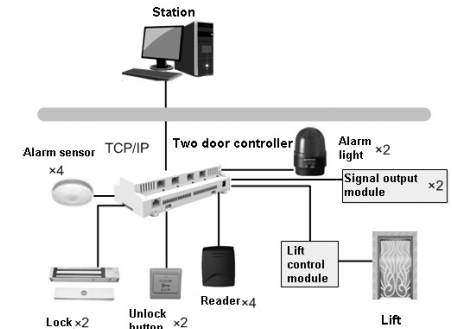 Station
Two door controller
TCP/IP
Alarm sensor
×4
Alarm
light ×2
Signal output
module ×2
Lift
control
module
Lock ×2
Unlock
button ×2
Reader×4
Lift